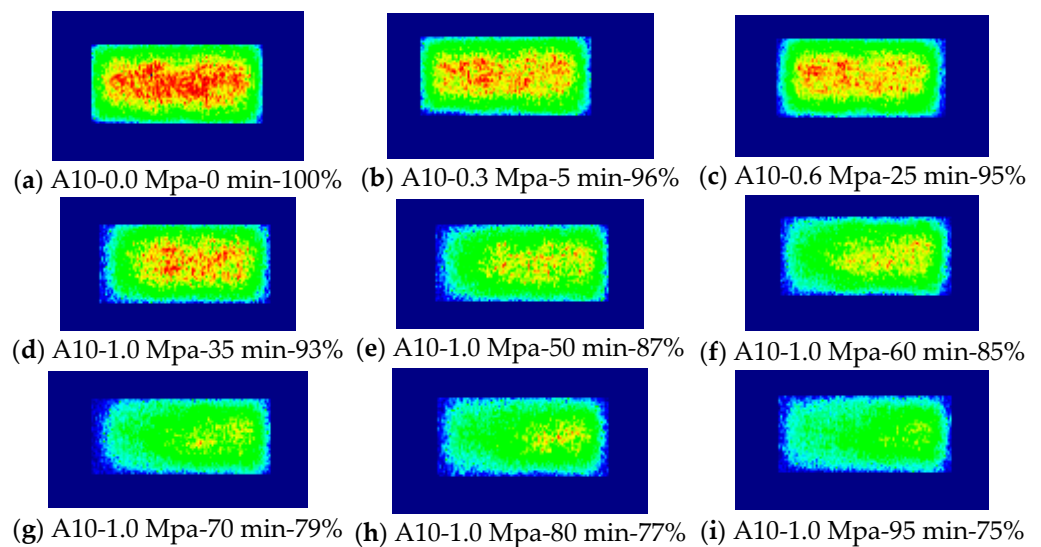 (a) A10-0.0 Mpa-0 min-100%
(b) A10-0.3 Mpa-5 min-96%
(c) A10-0.6 Mpa-25 min-95%
(d) A10-1.0 Mpa-35 min-93%
(e) A10-1.0 Mpa-50 min-87%
(f) A10-1.0 Mpa-60 min-85%
(g) A10-1.0 Mpa-70 min-79%
(h) A10-1.0 Mpa-80 min-77%
(i) A10-1.0 Mpa-95 min-75%